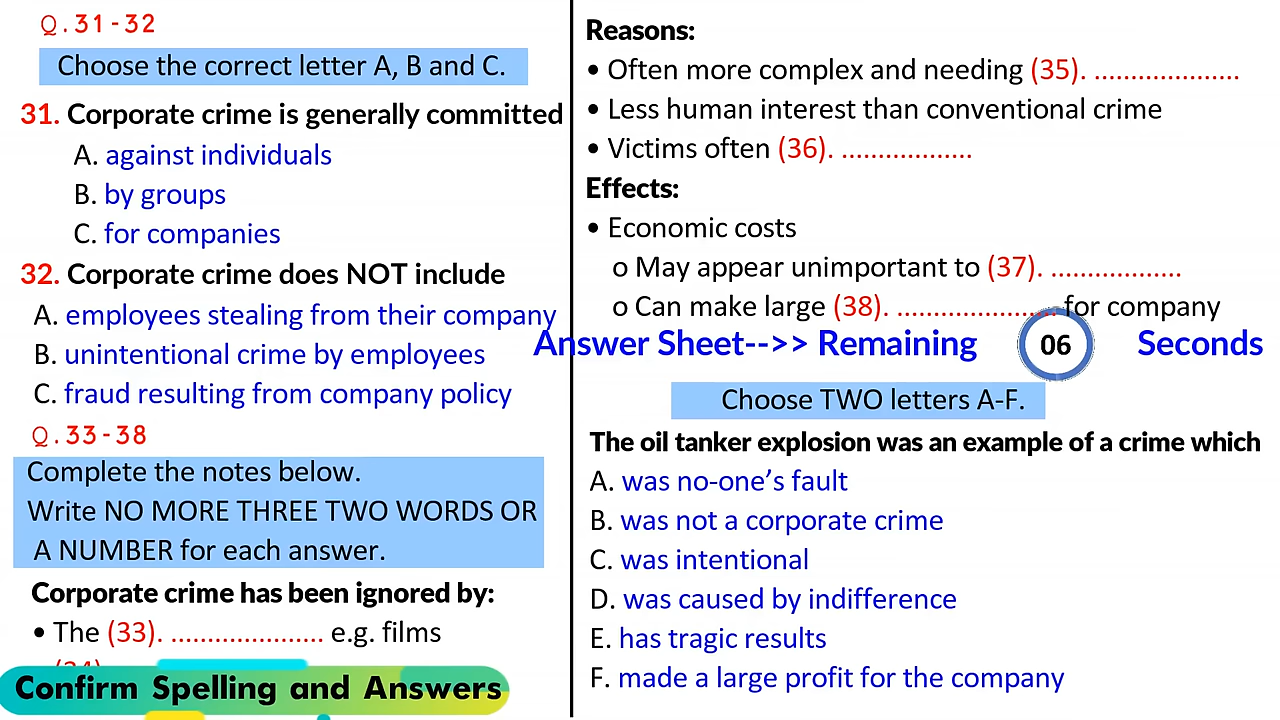 Q.31-32
Choose the correct letter A, B and C.
31. Corporate crime is generally committed
A. against individuals
B. by groups
C. for companies
32. Corporate crime does NOT include
A. employees stealing from their company
B. unintentional crime by employees
C. fraud resulting from company policy
Q.33-38
Complete the notes below.
Write NO MORE THREE TWO WORDS OR
A NUMBER for each answer.
Corporate crime has been ignored by:
• The (33). ..................... e.g. films
Confirm Spelling and Answers
Reasons:
• Often more complex and needing (35). ....................
• Less human interest than conventional crime
• Victims often (36). ..................
Effects:
• Economic costs
o May appear unimportant to (37). ..................
o Can make large (38). ...................... for company
Answer Sheet-->> Remaining 06 Seconds
Choose TWO letters A-F.
The oil tanker explosion was an example of a crime which
A. was no-one’s fault
B. was not a corporate crime
C. was intentional
D. was caused by indifference
E. has tragic results
F. made a large profit for the company